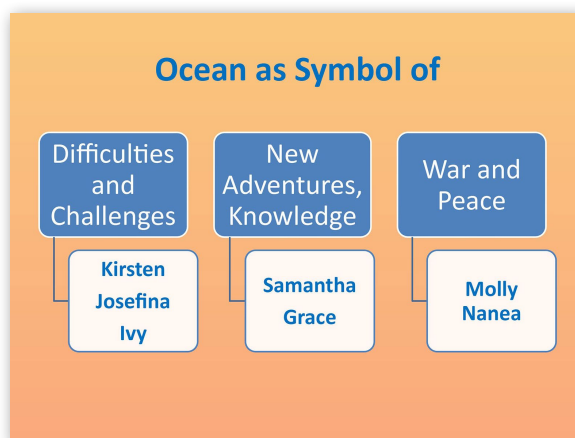 Ocean as Symbol of
Difficulties
and
Challenges
Kirsten
Josefina
Ivy
New
Adventures,
Knowledge
Samantha
Grace
War and
Peace
Molly
Nanea